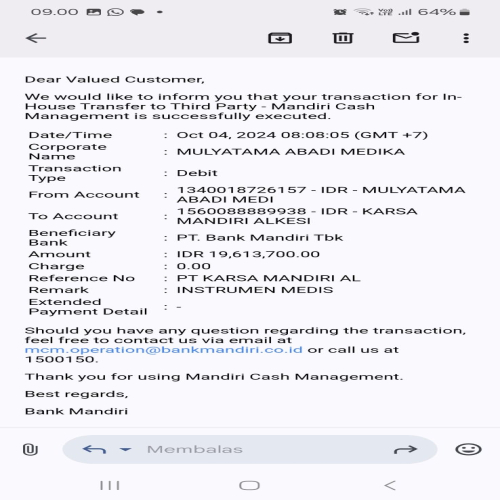 09.00 64%
Dear Valued Customer,
We would like to inform you that your transaction for In-
House Transfer to Third Party - Mandiri Cash
Management is successfully executed.
Date/Time : Oct 04, 2024 08:08:05 (GMT +7)
Corporate
Name : MULYATAMA ABADI MEDIKA
Transaction
Type : Debit
From Account : 1340018726157 - IDR - MULYATAMA
ABADI MEDI
To Account : 1560088889938 - IDR - KARSA
MANDIRI ALKESI
Beneficiary
Bank : PT. Bank Mandiri Tbk
Amount : IDR 19,613,700.00
Charge : 0.00
Reference No : PT KARSA MANDIRI AL
Remark : INSTRUMEN MEDIS
Extended
Payment Detail : -
Should you have any question regarding the transaction,
feel free to contact us via email at
mcm.operation@bankmandiri.co.id or call us at
1500150.
Thank you for using Mandiri Cash Management.
Best regards,
Bank Mandiri
Membalas